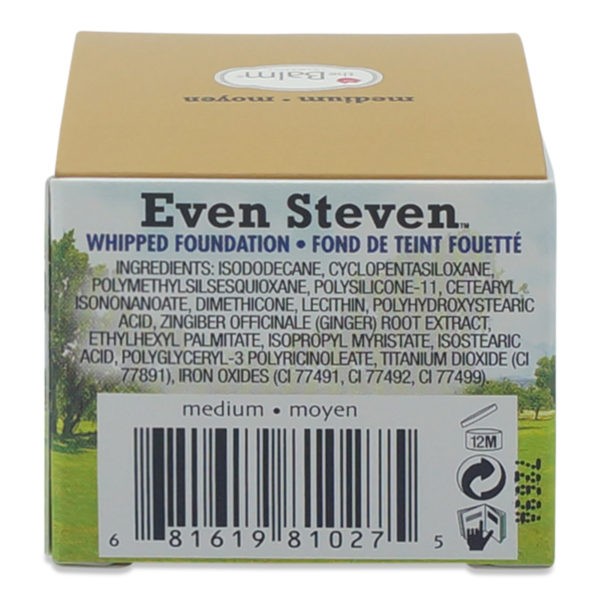 the Balm
medium • moyen
Even Steven™
WHIPPED FOUNDATION • FOND DE TEINT FOUETTÉ
INGREDIENTS: ISODODECANE, CYCLOPENTASILOXANE,
POLYMETHYLSILSESQUIOXANE, POLYSILICONE-11, CETEARYL
ISONONANOATE, DIMETHICONE, LECITHIN, POLYHYDROXYSTEARIC
ACID, ZINGIBER OFFICINALE (GINGER) ROOT EXTRACT,
ETHYLHEXYL PALMITATE, ISOPROPYL MYRISTATE, ISOSTEARIC
ACID, POLYGLYCERYL-3 POLYRICINOLEATE, TITANIUM DIOXIDE (CI
77891), IRON OXIDES (CI 77491, CI 77492, CI 77499).
medium • moyen
12M
6 81619 81027 5